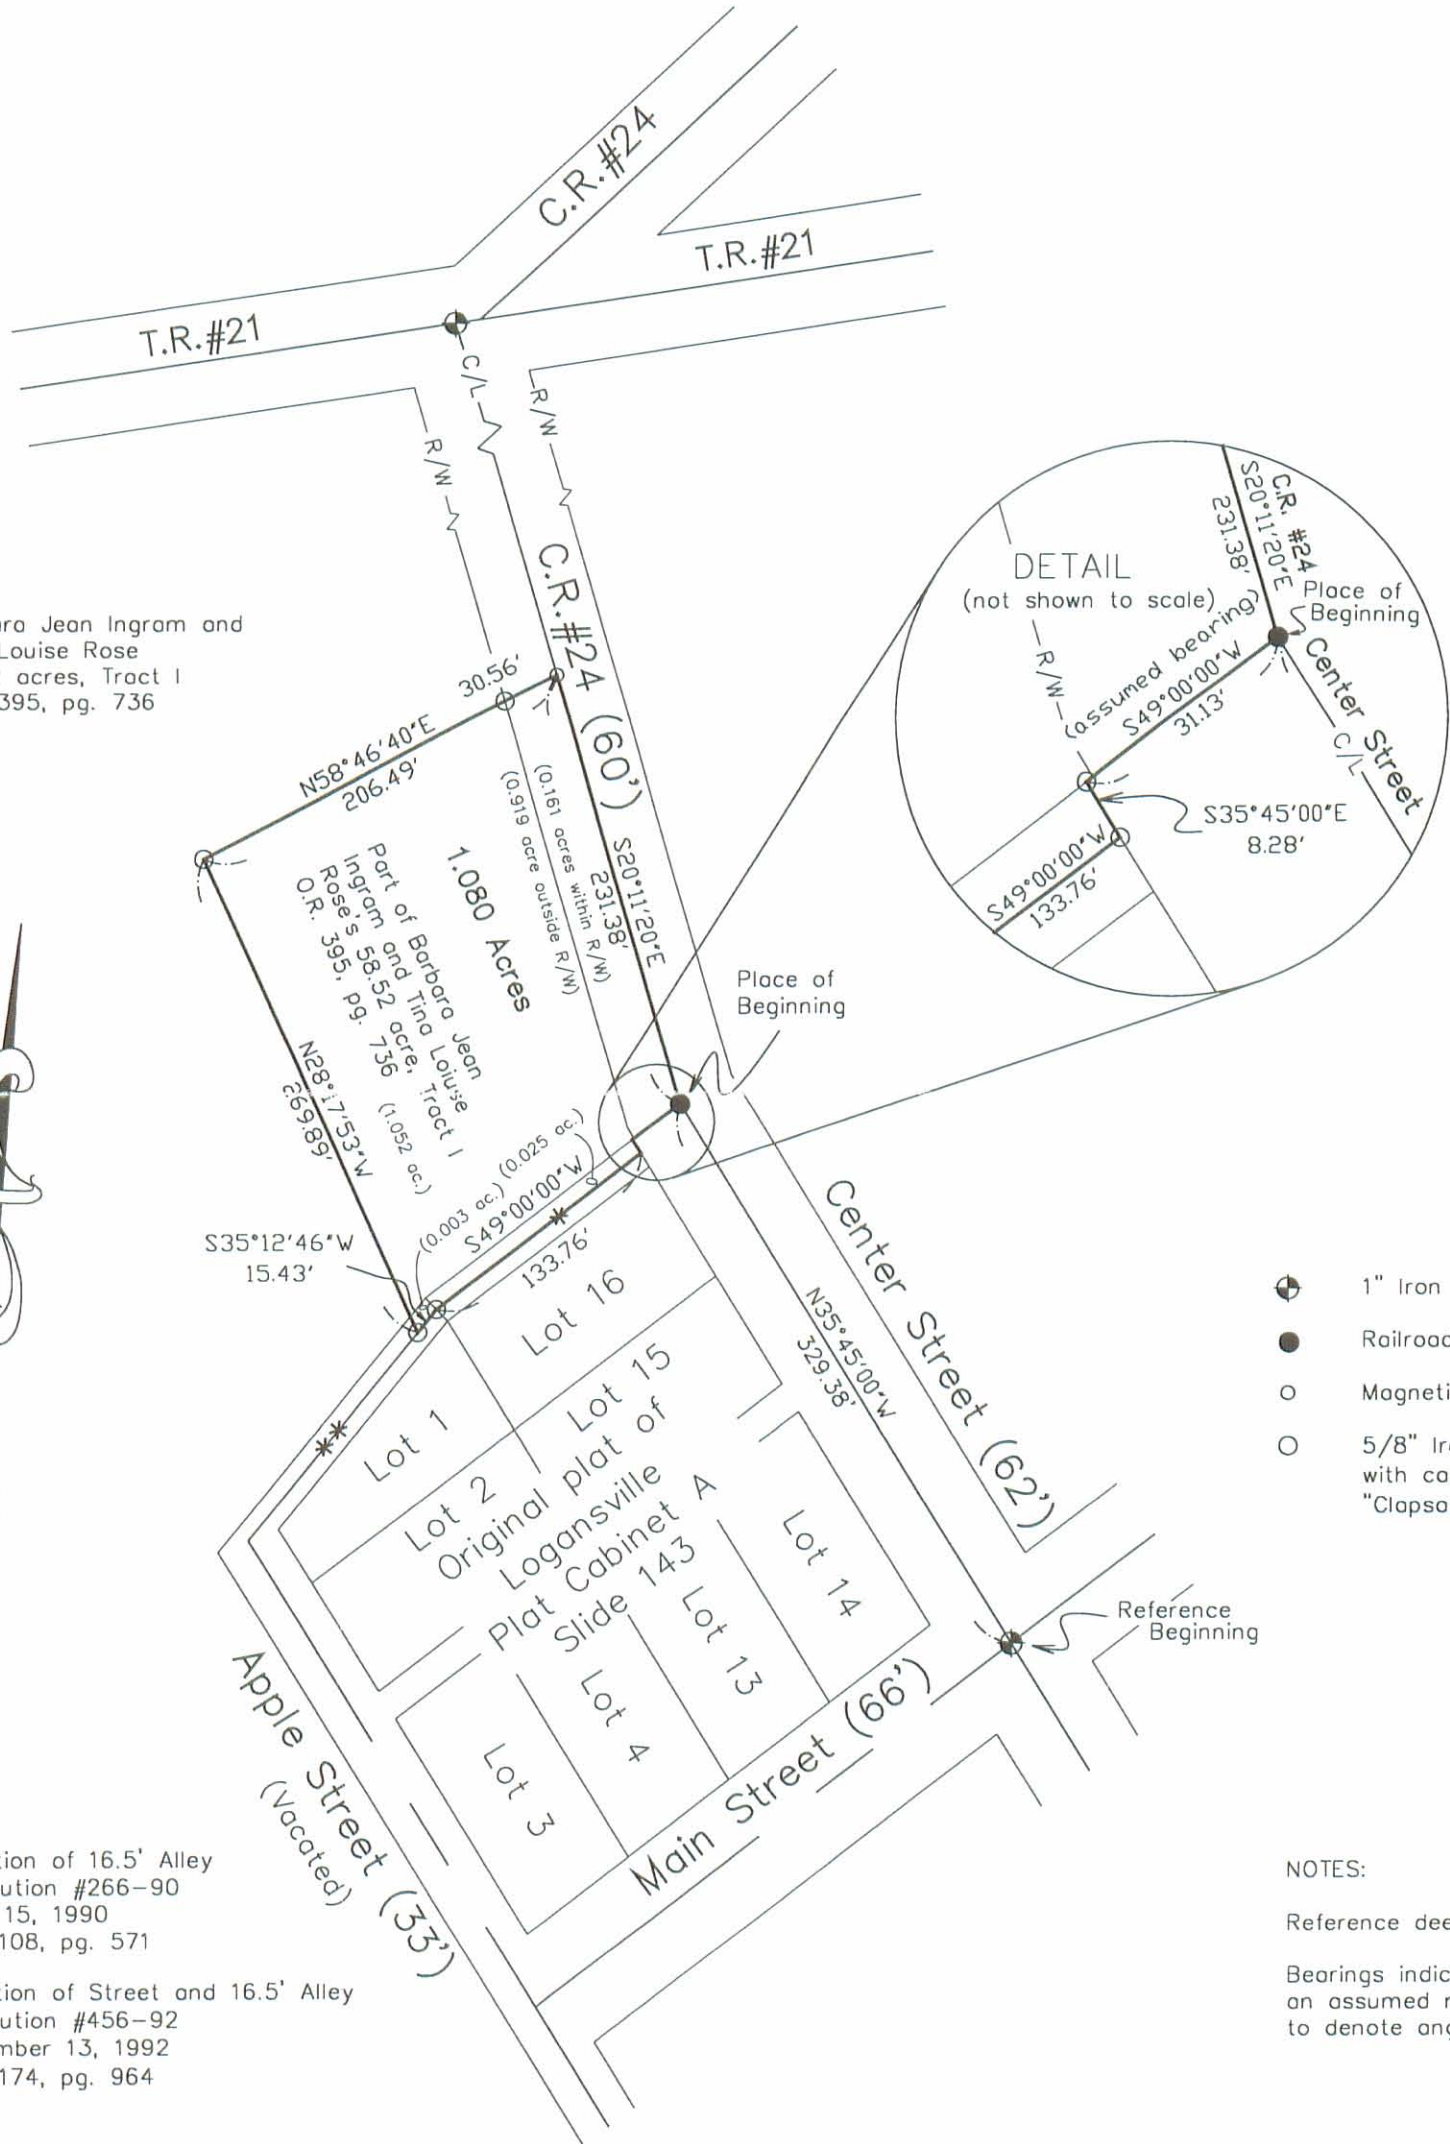 C.R.#24
T.R.#21
T.R.#21
C/L
R/W
R/W
C.R.#24 (60')
Jean Ingram and
Louise Rose
acres, Tract I
395, pg. 736
30.56'
N58°46'40"E
206.49'
S20°11'20"E
231.38'
(0.161 acres within R/W)
(0.919 acre outside R/W)
1.080 Acres
Part of Barbara Jean
Ingram and Tina Loiuse
Rose's 58.52 acre, Tract I
O.R. 395, pg. 736
(1.052 ac.)
N28°17'53"W
269.89'
DETAIL
(not shown to scale)
C.R. #24
S20°11'20"E
231.38'
Place of
Beginning
(assumed bearing)
S49°00'00"W
31.13'
R/W
Center Street
C/L
S35°45'00"E
8.28'
S49°00'00"W
133.76'
Place of
Beginning
(0.003 ac.) (0.025 ac.)
S49°00'00"W
*
133.76'
S35°12'46"W
15.43'
**
Center Street (62')
N35°45'00"W
329.38'
Lot 16
Lot 15
Lot 1
Lot 2
Original plat of
Logansville
Plat Cabinet A
Slide 143
Lot 14
Lot 13
Lot 4
Lot 3
Main Street (66')
Apple Street (33')
(Vacated)
Reference
Beginning
1" Iron
Magneti
5/8" Ir
with ca
"Clapsa
tion of 16.5' Alley
ution #266-90
15, 1990
108, pg. 571
tion of Street and 16.5' Alley
ution #456-92
mber 13, 1992
174, pg. 964
NOTES:
Reference dee
Bearings indic
an assumed
to denote ang